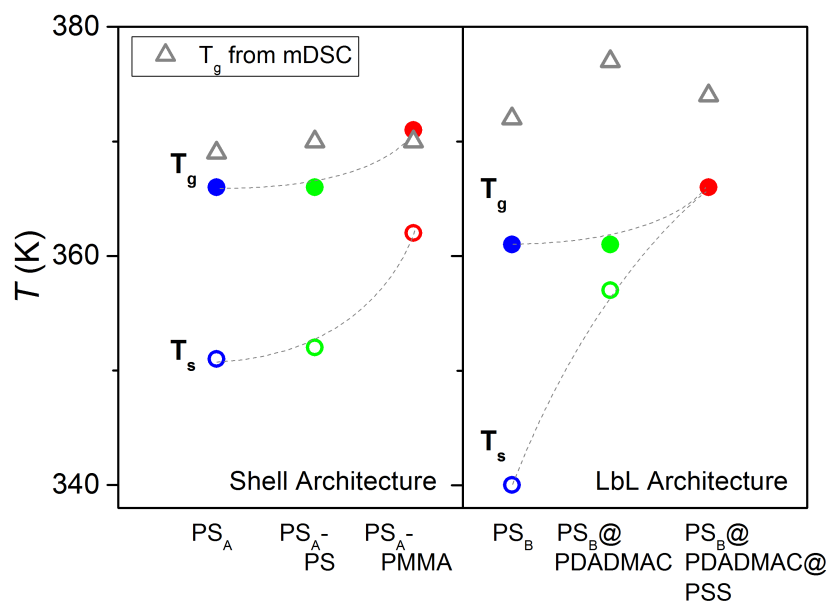 380
T_g from mDSC
T_g
T_g
360
T (K)
T_s
T_s
340
Shell Architecture
LbL Architecture
PS_A
PS_A-
PS
PS_A-
PMMA
PS_B
PS_B@
PDADMAC
PS_B@
PDADMAC@
PSS